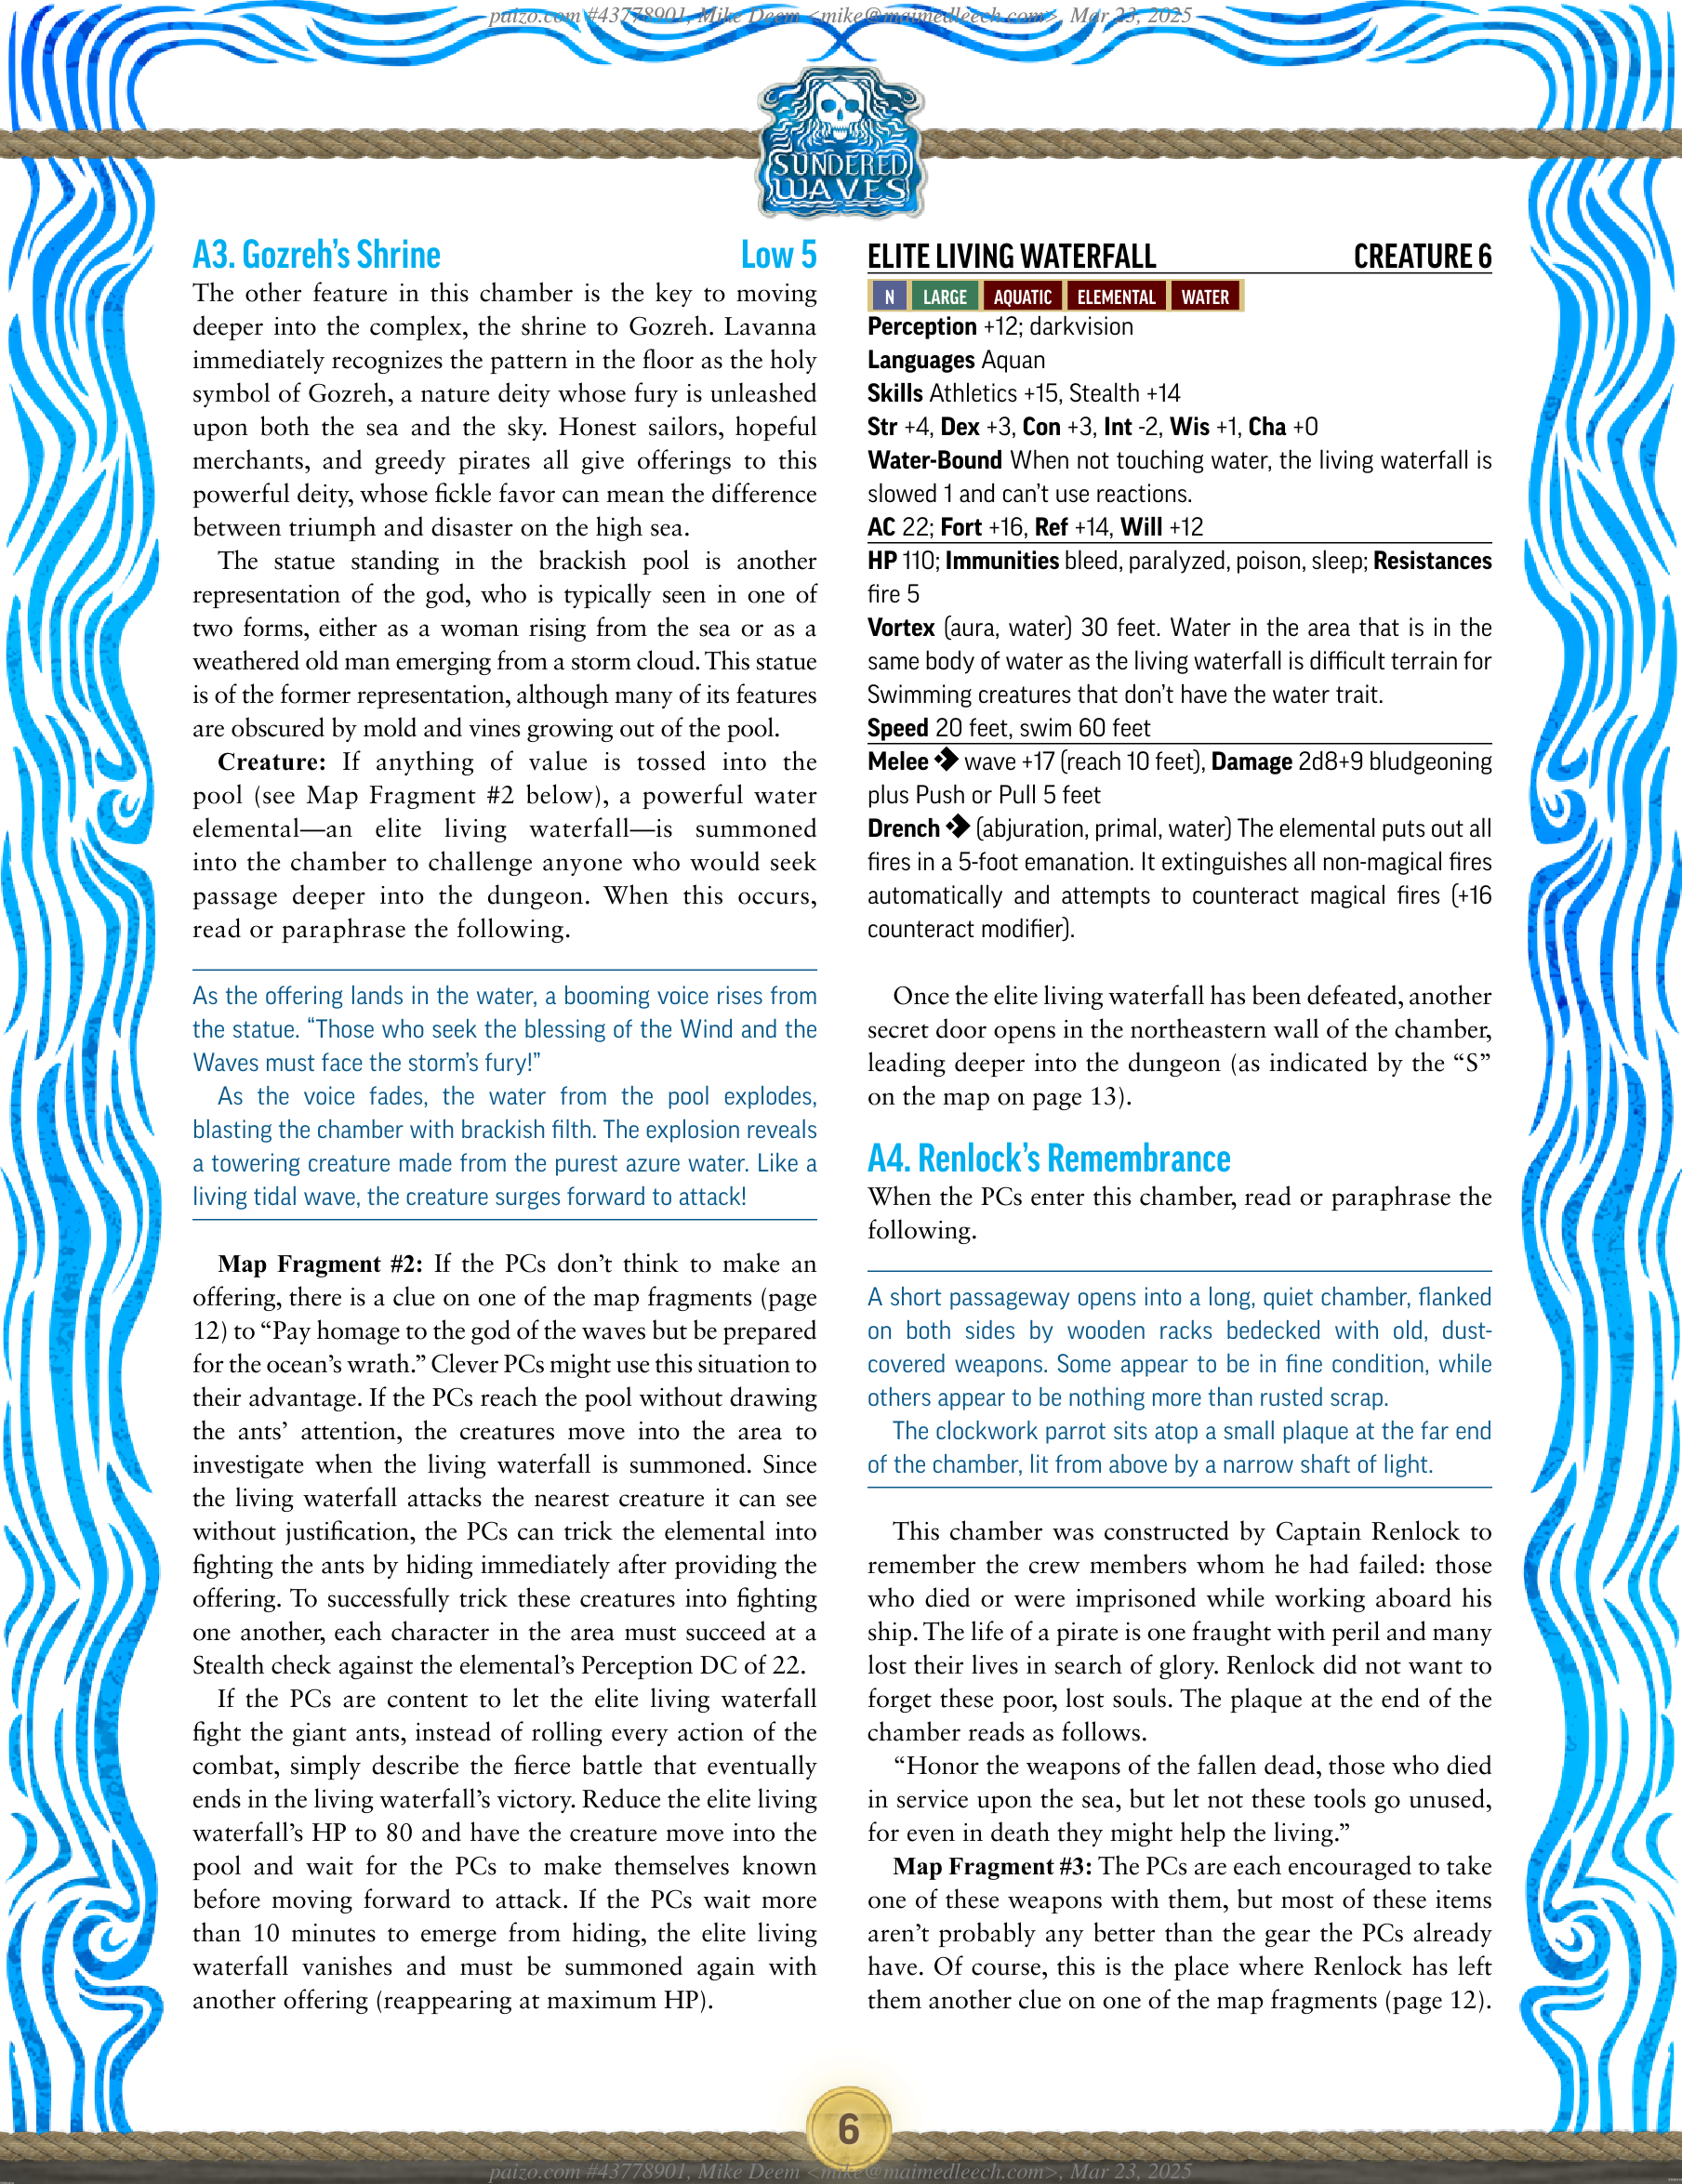 paizo.com #43778901, Mike Deem <mike@maimedleech.com>, Mar 23, 2025
SUNDERED
WAVES
A3. Gozreh's Shrine Low 5
The other feature in this chamber is the key to moving
deeper into the complex, the shrine to Gozreh. Lavanna
immediately recognizes the pattern in the floor as the holy
symbol of Gozreh, a nature deity whose fury is unleashed
upon both the sea and the sky. Honest sailors, hopeful
merchants, and greedy pirates all give offerings to this
powerful deity, whose fickle favor can mean the difference
between triumph and disaster on the high sea.
The statue standing in the brackish pool is another
representation of the god, who is typically seen in one of
two forms, either as a woman rising from the sea or as a
weathered old man emerging from a storm cloud. This statue
is of the former representation, although many of its features
are obscured by mold and vines growing out of the pool.
Creature: If anything of value is tossed into the
pool (see Map Fragment #2 below), a powerful water
elemental—an elite living waterfall—is summoned
into the chamber to challenge anyone who would seek
passage deeper into the dungeon. When this occurs,
read or paraphrase the following.
As the offering lands in the water, a booming voice rises from
the statue. “Those who seek the blessing of the Wind and the
Waves must face the storm's fury!”
As the voice fades, the water from the pool explodes,
blasting the chamber with brackish filth. The explosion reveals
a towering creature made from the purest azure water. Like a
living tidal wave, the creature surges forward to attack!
Map Fragment #2: If the PCs don't think to make an
offering, there is a clue on one of the map fragments (page
12) to “Pay homage to the god of the waves but be prepared
for the ocean's wrath.” Clever PCs might use this situation to
their advantage. If the PCs reach the pool without drawing
the ants' attention, the creatures move into the area to
investigate when the living waterfall is summoned. Since
the living waterfall attacks the nearest creature it can see
without justification, the PCs can trick the elemental into
fighting the ants by hiding immediately after providing the
offering. To successfully trick these creatures into fighting
one another, each character in the area must succeed at a
Stealth check against the elemental's Perception DC of 22.
If the PCs are content to let the elite living waterfall
fight the giant ants, instead of rolling every action of the
combat, simply describe the fierce battle that eventually
ends in the living waterfall's victory. Reduce the elite living
waterfall's HP to 80 and have the creature move into the
pool and wait for the PCs to make themselves known
before moving forward to attack. If the PCs wait more
than 10 minutes to emerge from hiding, the elite living
waterfall vanishes and must be summoned again with
another offering (reappearing at maximum HP).
ELITE LIVING WATERFALL CREATURE 6
N LARGE AQUATIC ELEMENTAL WATER
Perception +12; darkvision
Languages Aquan
Skills Athletics +15, Stealth +14
Str +4, Dex +3, Con +3, Int -2, Wis +1, Cha +0
Water-Bound When not touching water, the living waterfall is
slowed 1 and can't use reactions.
AC 22; Fort +16, Ref +14, Will +12
HP 110; Immunities bleed, paralyzed, poison, sleep; Resistances
fire 5
Vortex (aura, water) 30 feet. Water in the area that is in the
same body of water as the living waterfall is difficult terrain for
Swimming creatures that don't have the water trait.
Speed 20 feet, swim 60 feet
Melee wave +17 (reach 10 feet), Damage 2d8+9 bludgeoning
plus Push or Pull 5 feet
Drench (abjuration, primal, water) The elemental puts out all
fires in a 5-foot emanation. It extinguishes all non-magical fires
automatically and attempts to counteract magical fires (+16
counteract modifier).
Once the elite living waterfall has been defeated, another
secret door opens in the northeastern wall of the chamber,
leading deeper into the dungeon (as indicated by the “S”
on the map on page 13).
A4. Renlock's Remembrance
When the PCs enter this chamber, read or paraphrase the
following.
A short passageway opens into a long, quiet chamber, flanked
on both sides by wooden racks bedecked with old, dust-
covered weapons. Some appear to be in fine condition, while
others appear to be nothing more than rusted scrap.
The clockwork parrot sits atop a small plaque at the far end
of the chamber, lit from above by a narrow shaft of light.
This chamber was constructed by Captain Renlock to
remember the crew members whom he had failed: those
who died or were imprisoned while working aboard his
ship. The life of a pirate is one fraught with peril and many
lost their lives in search of glory. Renlock did not want to
forget these poor, lost souls. The plaque at the end of the
chamber reads as follows.
“Honor the weapons of the fallen dead, those who died
in service upon the sea, but let not these tools go unused,
for even in death they might help the living.”
Map Fragment #3: The PCs are each encouraged to take
one of these weapons with them, but most of these items
aren't probably any better than the gear the PCs already
have. Of course, this is the place where Renlock has left
them another clue on one of the map fragments (page 12).
6
paizo.com #43778901, Mike Deem <mike@maimedleech.com>, Mar 23, 2025